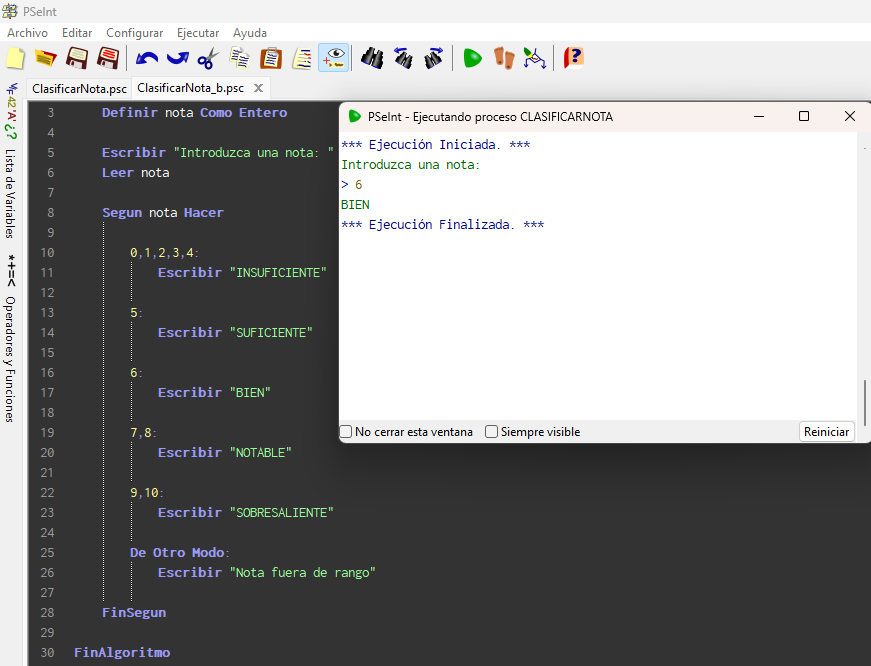 PSeInt
Archivo Editar Configurar Ejecutar Ayuda
ClasificarNota.psc ClasificarNota_b.psc X
Lista de Variables
Operadores y Funciones
3 Definir nota Como Entero
4
5 Escribir "Introduzca una nota: "
6 Leer nota
7
8 Segun nota Hacer
9
10 0,1,2,3,4:
11 Escribir "INSUFICIENTE"
12
13 5:
14 Escribir "SUFICIENTE"
15
16 6:
17 Escribir "BIEN"
18
19 7,8:
20 Escribir "NOTABLE"
21
22 9,10:
23 Escribir "SOBRESALIENTE"
24
25 De Otro Modo:
26 Escribir "Nota fuera de rango"
27
28 FinSegun
29
30 FinAlgoritmo
PSeInt - Ejecutando proceso CLASIFICARNOTA
*** Ejecución Iniciada. ***
Introduzca una nota:
> 6
BIEN
*** Ejecución Finalizada. ***
No cerrar esta ventana Siempre visible Reiniciar